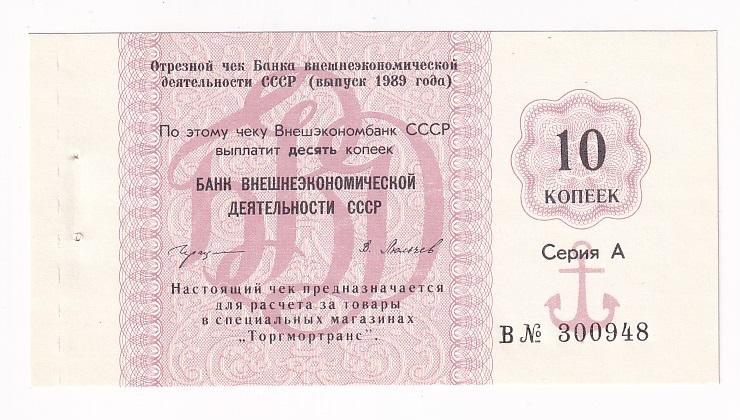 Отрезной чек Банка внешнеэкономической
деятельности СССР (выпуск 1989 года)
По этому чеку Внешэкономбанк СССР
выплатит десять копеек
БАНК ВНЕШНЕЭКОНОМИЧЕСКОЙ
ДЕЯТЕЛЬНОСТИ СССР
Настоящий чек предназначается
для расчета за товары
в специальных магазинах
„Торгмортранс".
10
КОПЕЕК
Серия А
В № 300948